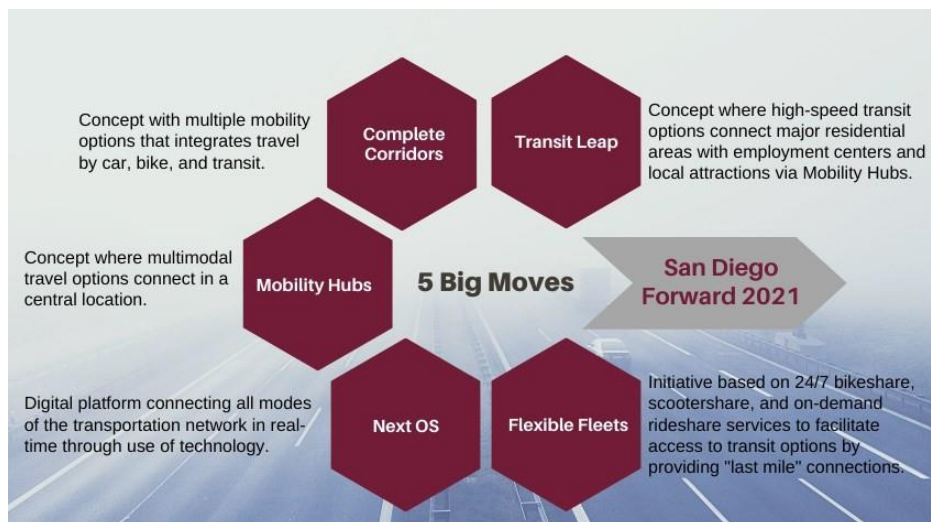 Concept with multiple mobility
options that integrates travel
by car, bike, and transit.
Complete
Corridors
Transit Leap
Concept where high-speed transit
options connect major residential
areas with employment centers and
local attractions via Mobility Hubs.
Concept where multimodal
travel options connect in a
central location.
Mobility Hubs
5 Big Moves
San Diego
Forward 2021
Digital platform connecting all modes
of the transportation network in real-
time through use of technology.
Next OS
Flexible Fleets
Initiative based on 24/7 bikeshare,
scootershare, and on-demand
rideshare services to facilitate
access to transit options by
providing "last mile" connections.